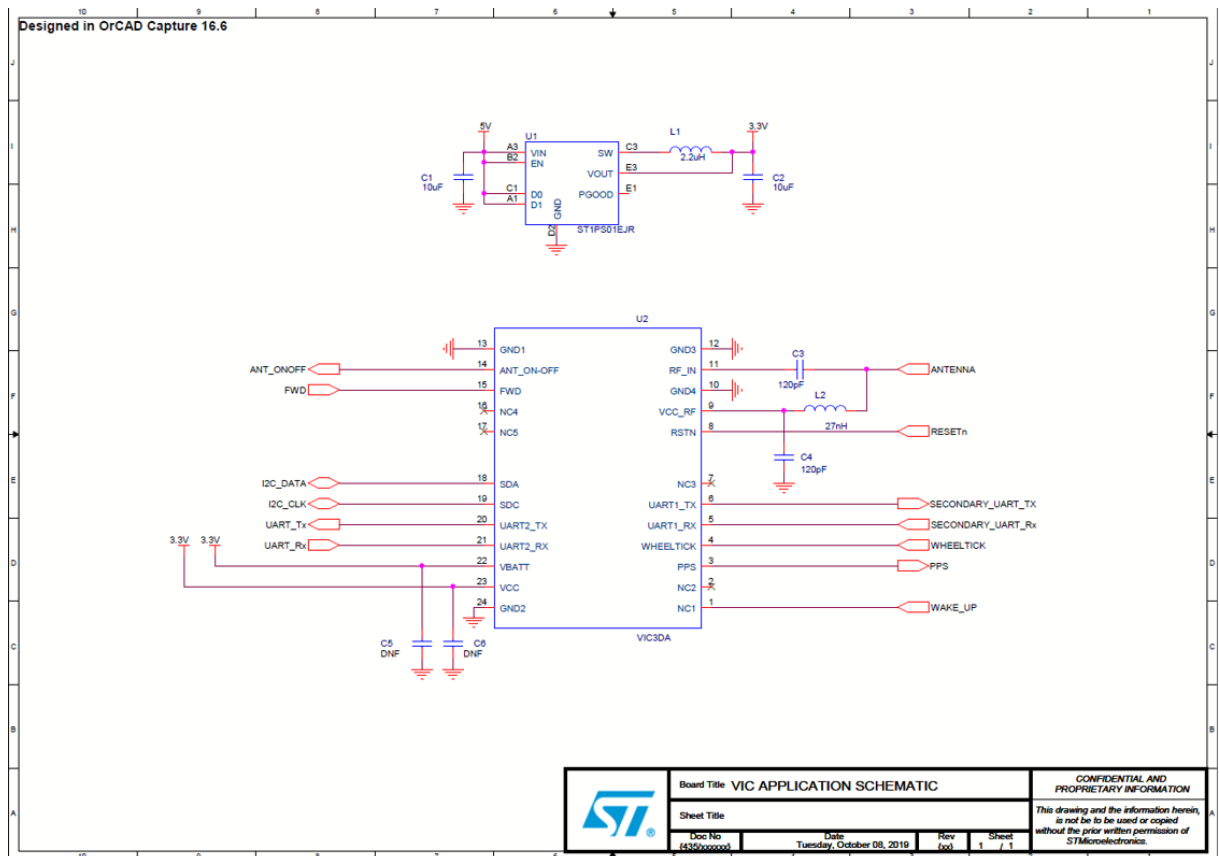 10 9 8 7 6 5 4 3 2 1
Designed in OrCAD Capture 16.6
J J
I I
H H
G G
F F
E E
D D
C C
B B
A A
5V
U1
A3 VIN
B2 EN
C1 D0
A1 D1
D2 GND
SW C3
VOUT E3
PGOOD E1
ST1PS01EJR
C1
10uF
L1
2.2uH
3.3V
C2
10uF
U2
13 GND1
ANT_ONOFF 14 ANT_ON-OFF
FWD 15 FWD
16 NC4
17 NC5
I2C_DATA 18 SDA
I2C_CLK 19 SDC
UART_Tx 20 UART2_TX
UART_Rx 21 UART2_RX
3.3V 3.3V
22 VBATT
23 VCC
24 GND2
C5
DNF
C6
DNF
GND3 12
RF_IN 11
C3
120pF
ANTENNA
GND4 10
VCC_RF 9
L2
27nH
RSTN 8 RESETn
C4
120pF
NC3 7
UART1_TX 6 SECONDARY_UART_TX
UART1_RX 5 SECONDARY_UART_Rx
WHEELTICK 4 WHEELTICK
PPS 3 PPS
NC2 2
NC1 1 WAKE_UP
VIC3DA
ST
®
Board Title VIC APPLICATION SCHEMATIC
Sheet Title
Doc No
Date
Tuesday, October 08, 2019
Rev
Sheet
1 / 1
CONFIDENTIAL AND
PROPRIETARY INFORMATION
This drawing and the information herein,
is not be to be used or copied
without the prior written permission of
STMicroelectronics.
10 9 8 7 6 5